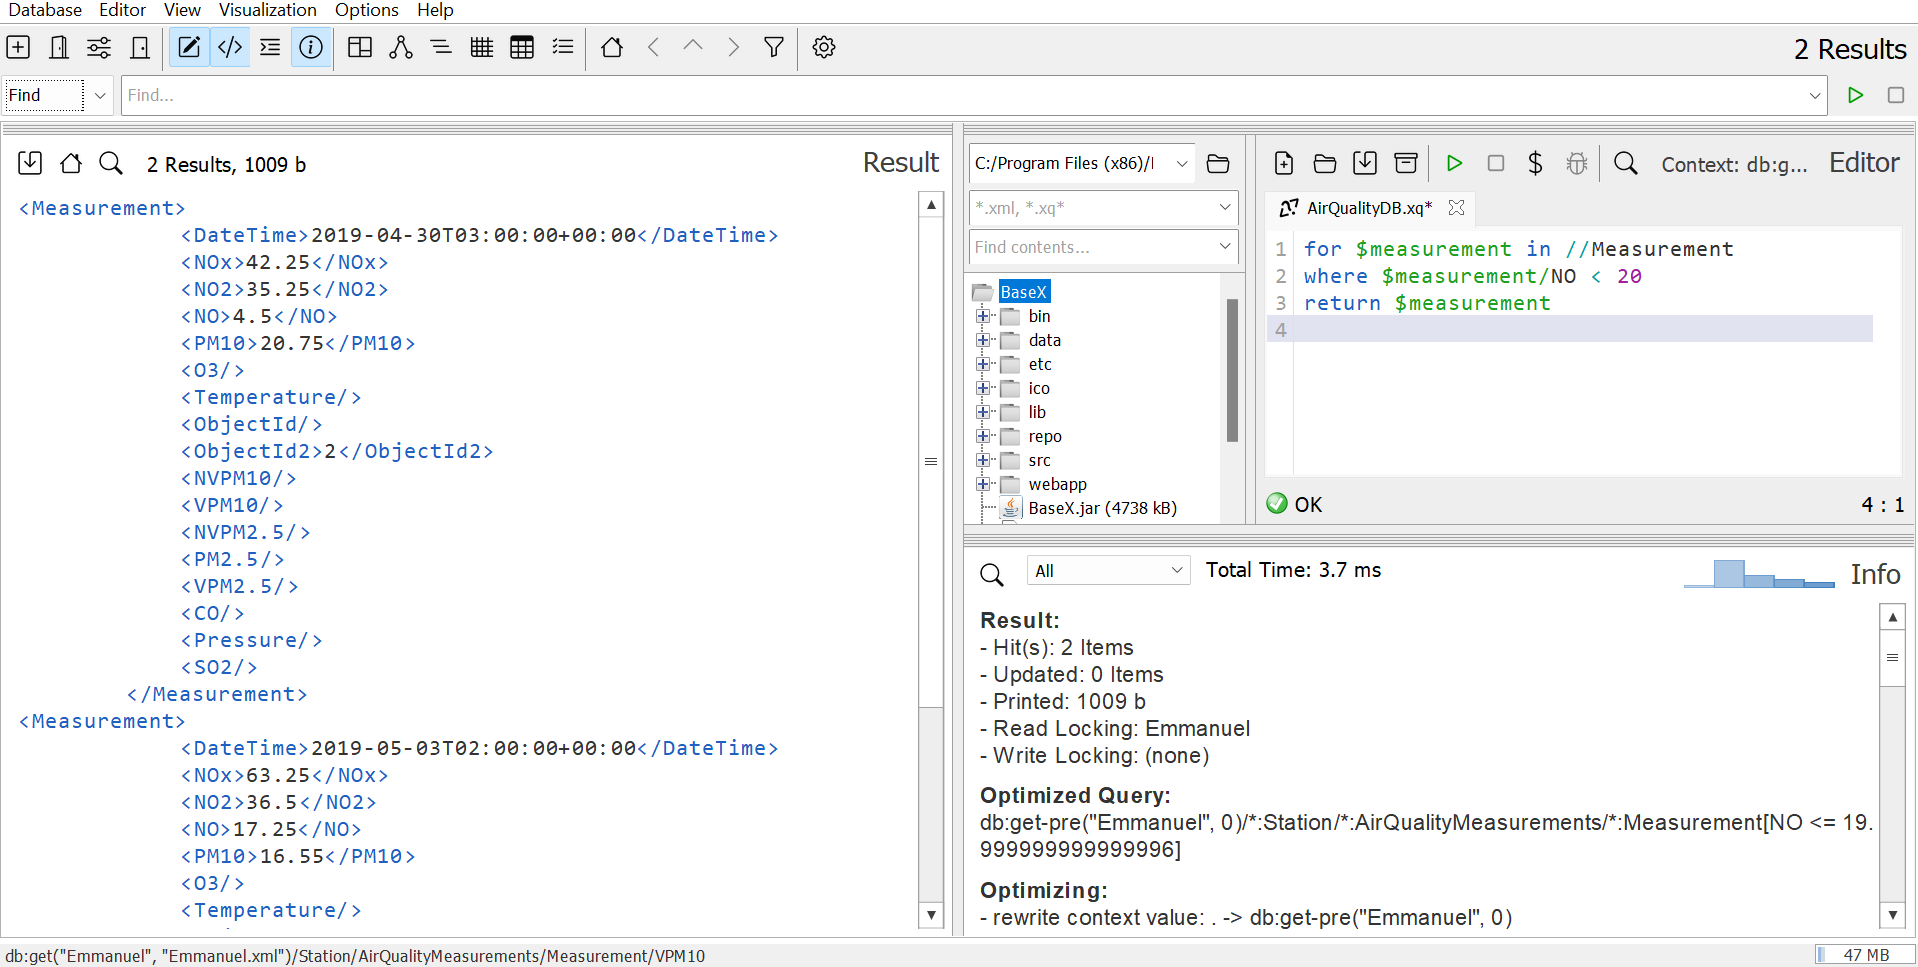 Database Editor View Visualization Options Help
2 Results
Find Find...
2 Results, 1009 b Result
<Measurement>
<DateTime>2019-04-30T03:00:00+00:00</DateTime>
<NOx>42.25</NOx>
<NO2>35.25</NO2>
<NO>4.5</NO>
<PM10>20.75</PM10>
<O3/>
<Temperature/>
<ObjectId/>
<ObjectId2>2</ObjectId2>
<NVPM10/>
<VPM10/>
<NVPM2.5/>
<PM2.5/>
<VPM2.5/>
<CO/>
<Pressure/>
<SO2/>
</Measurement>
<Measurement>
<DateTime>2019-05-03T02:00:00+00:00</DateTime>
<NOx>63.25</NOx>
<NO2>36.5</NO2>
<NO>17.25</NO>
<PM10>16.55</PM10>
<O3/>
<Temperature/>
C:/Program Files (x86)/
*.xml, *.xq*
Find contents...
BaseX
bin
data
etc
ico
lib
repo
src
webapp
BaseX.jar (4738 kB)
Context: db:g... Editor
AirQualityDB.xq*
1 for $measurement in //Measurement
2 where $measurement/NO < 20
3 return $measurement
4
OK 4 : 1
All Total Time: 3.7 ms Info
Result:
- Hit(s): 2 Items
- Updated: 0 Items
- Printed: 1009 b
- Read Locking: Emmanuel
- Write Locking: (none)
Optimized Query:
db:get-pre("Emmanuel", 0)/*:Station/*:AirQualityMeasurements/*:Measurement[NO <= 19.
999999999999996]
Optimizing:
- rewrite context value: . -> db:get-pre("Emmanuel", 0)
db:get("Emmanuel", "Emmanuel.xml")/Station/AirQualityMeasurements/Measurement/VPM10
47 MB